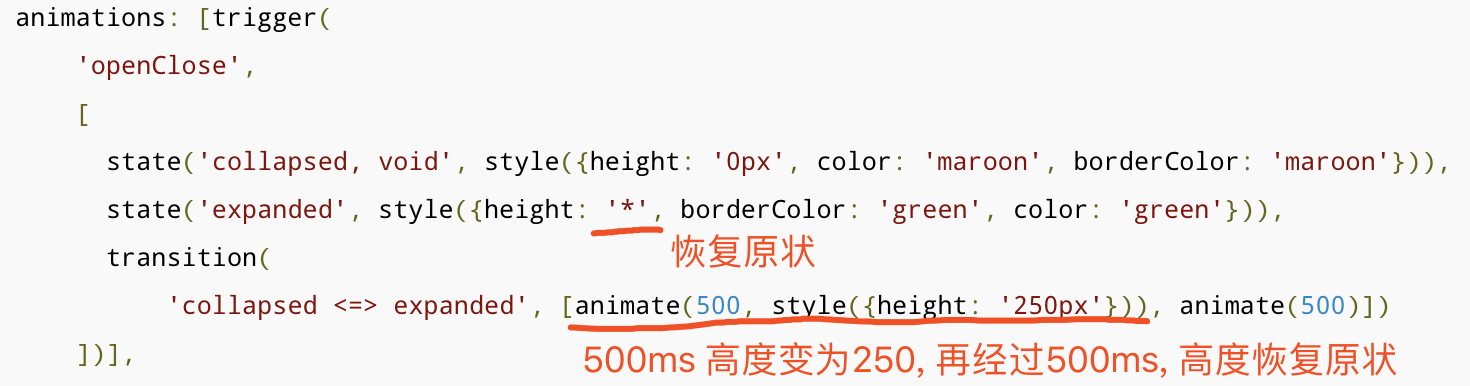 animations: [trigger(
'openClose',
[
state('collapsed, void', style({height: '0px', color: 'maroon', borderColor: 'maroon'})),
state('expanded', style({height: '*', borderColor: 'green', color: 'green'})),
恢复原状
transition(
'collapsed <=> expanded', [animate(500, style({height: '250px'})), animate(500)])
])],
500ms 高度变为250, 再经过500ms, 高度恢复原状